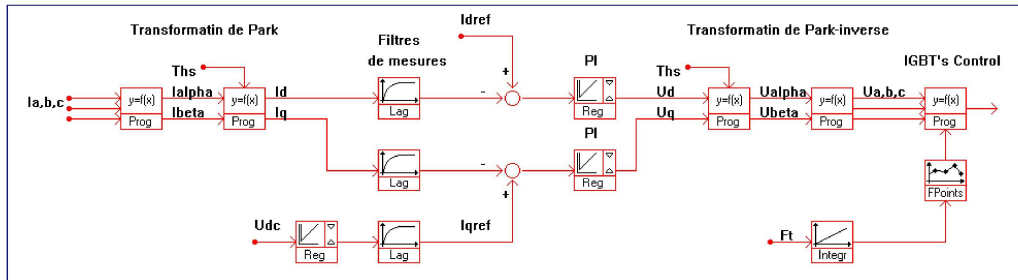 Idref
Transformatin de Park
Filtres
de mesures
Transformatin de Park-inverse
IGBT's Control
Ths
PI
Ths
Ia,b,c
y=f(x)
Prog
Ialpha
Ibeta
y=f(x)
Prog
Id
Iq
Lag
+
-
Reg
Ud
Uq
y=f(x)
Prog
Ualpha
Ubeta
y=f(x)
Prog
Ua,b,c
y=f(x)
Prog
PI
Lag
-
+
Reg
FPoints
Udc
Reg
Lag
Iqref
Ft
Integr